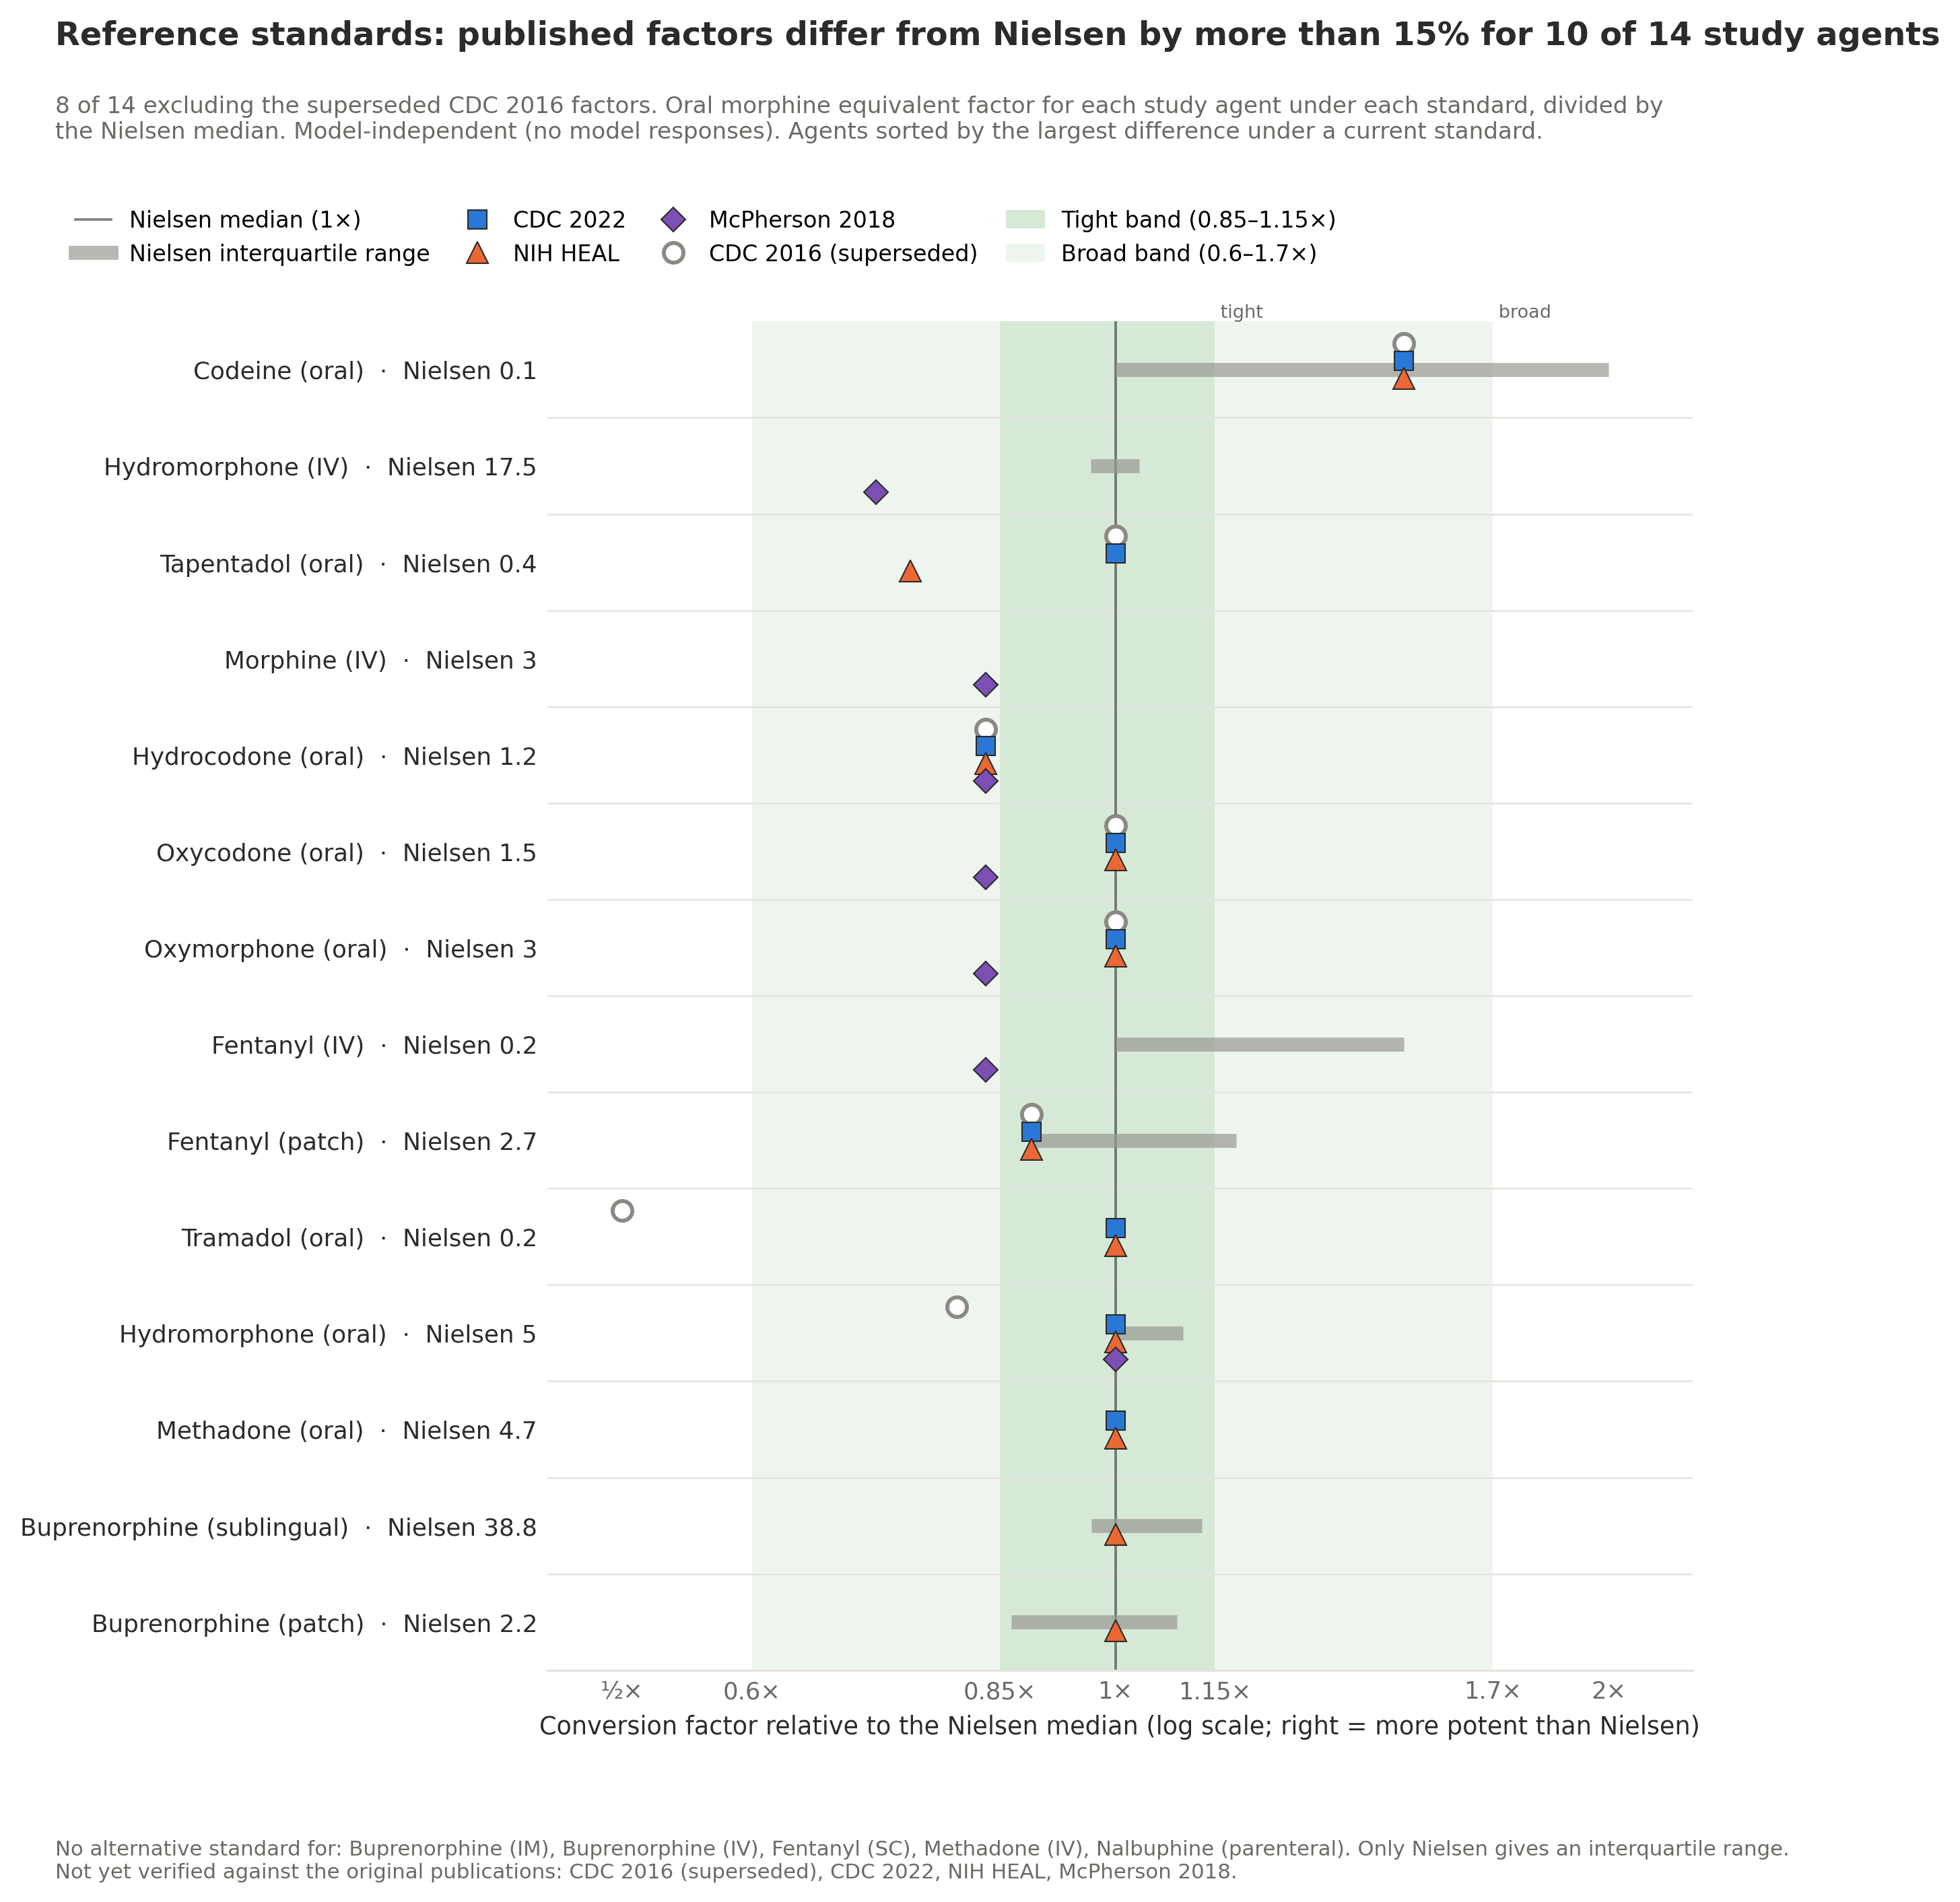 Reference standards: published factors differ from Nielsen by more than 15% for 10 of 14 study agents
8 of 14 excluding the superseded CDC 2016 factors. Oral morphine equivalent factor for each study agent under each standard, divided by
the Nielsen median. Model-independent (no model responses). Agents sorted by the largest difference under a current standard.
Nielsen median (1×)
Nielsen interquartile range
CDC 2022
NIH HEAL
McPherson 2018
CDC 2016 (superseded)
Tight band (0.85–1.15×)
Broad band (0.6–1.7×)
tight
broad
Codeine (oral) · Nielsen 0.1
Hydromorphone (IV) · Nielsen 17.5
Tapentadol (oral) · Nielsen 0.4
Morphine (IV) · Nielsen 3
Hydrocodone (oral) · Nielsen 1.2
Oxycodone (oral) · Nielsen 1.5
Oxymorphone (oral) · Nielsen 3
Fentanyl (IV) · Nielsen 0.2
Fentanyl (patch) · Nielsen 2.7
Tramadol (oral) · Nielsen 0.2
Hydromorphone (oral) · Nielsen 5
Methadone (oral) · Nielsen 4.7
Buprenorphine (sublingual) · Nielsen 38.8
Buprenorphine (patch) · Nielsen 2.2
½× 0.6× 0.85× 1× 1.15× 1.7× 2×
Conversion factor relative to the Nielsen median (log scale; right = more potent than Nielsen)
No alternative standard for: Buprenorphine (IM), Buprenorphine (IV), Fentanyl (SC), Methadone (IV), Nalbuphine (parenteral). Only Nielsen gives an interquartile range.
Not yet verified against the original publications: CDC 2016 (superseded), CDC 2022, NIH HEAL, McPherson 2018.